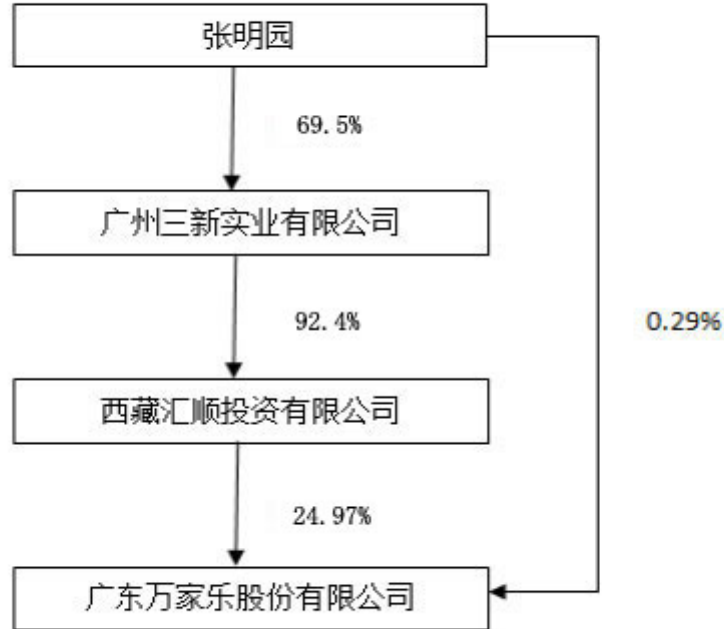 张明园
69.5%
广州三新实业有限公司
92.4%
0.29%
西藏汇顺投资有限公司
24.97%
广东万家乐股份有限公司